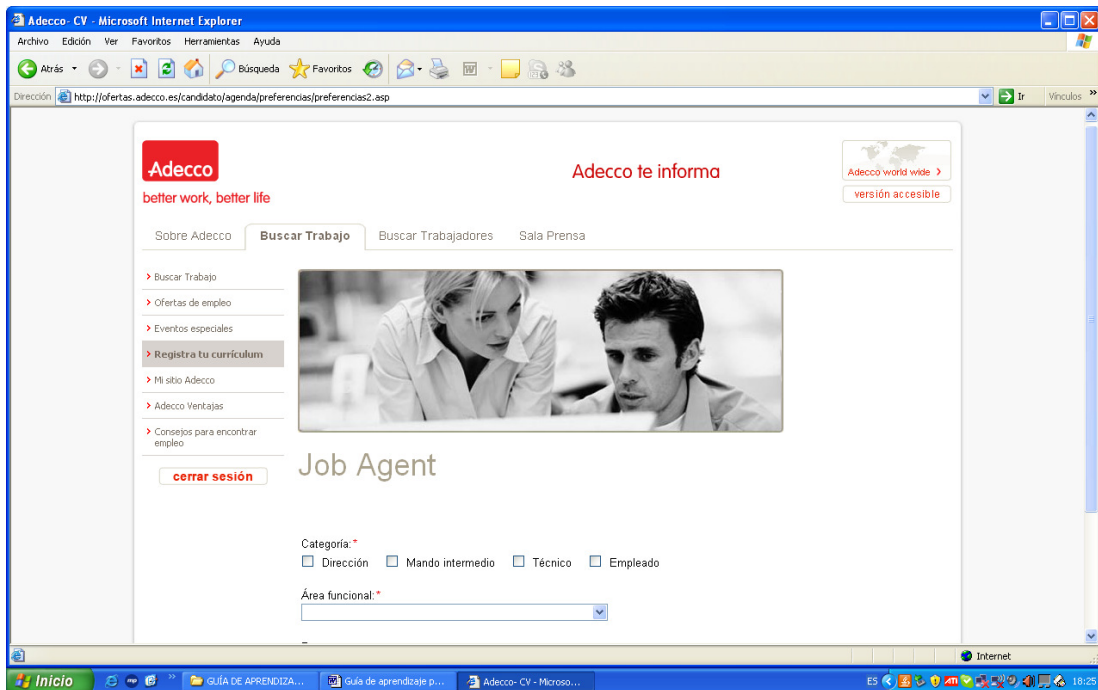 Adecco- CV - Microsoft Internet Explorer
Archivo Edición Ver Favoritos Herramientas Ayuda
Atrás Búsqueda Favoritos
Dirección http://ofertas.adecco.es/candidato/agenda/preferencias/preferencias2.asp Ir Vínculos »
Adecco
better work, better life
Adecco te informa
Adecco world wide >
versión accesible
Sobre Adecco Buscar Trabajo Buscar Trabajadores Sala Prensa
> Buscar Trabajo
> Ofertas de empleo
> Eventos especiales
> Registra tu currículum
> Mi sitio Adecco
> Adecco Ventajas
> Consejos para encontrar
empleo
cerrar sesión
Job Agent
Categoría:*
Dirección Mando intermedio Técnico Empleado
Área funcional:*
Internet
Inicio » GUÍA DE APRENDIZA... Guía de aprendizaje p... Adecco- CV - Microso... ES 18:25